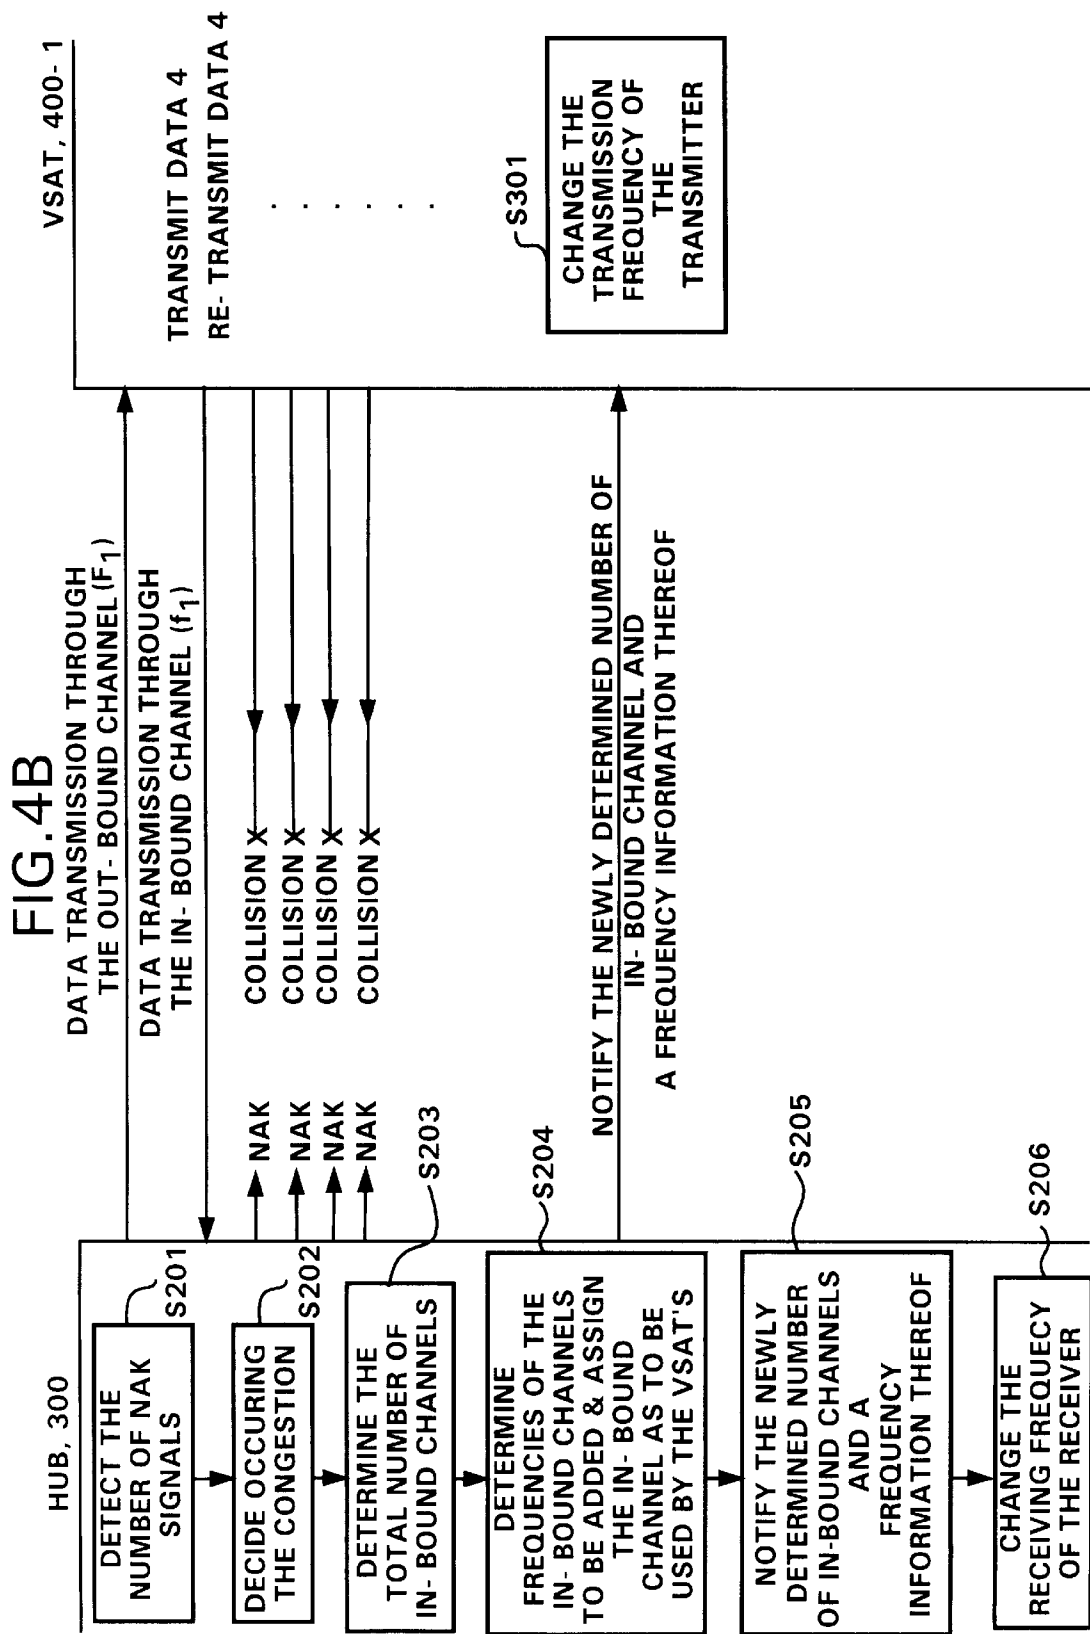 FIG.4B
HUB, 300
VSAT, 400-1
DATA TRANSMISSION THROUGH
THE OUT- BOUND CHANNEL (F1)
DATA TRANSMISSION THROUGH
THE IN- BOUND CHANNEL (f1)
TRANSMIT DATA 4
RE- TRANSMIT DATA 4
. . . . . .
NAK
COLLISION X
NAK
COLLISION X
NAK
COLLISION X
NAK
COLLISION X
DETECT THE
NUMBER OF NAK
SIGNALS
S201
DECIDE OCCURING
THE CONGESTION
S202
DETERMINE THE
TOTAL NUMBER OF
IN- BOUND CHANNELS
S203
DETERMINE
FREQUENCIES OF THE
IN- BOUND CHANNELS
TO BE ADDED & ASSIGN
THE IN- BOUND
CHANNEL AS TO BE
USED BY THE VSAT'S
S204
NOTIFY THE NEWLY DETERMINED NUMBER OF
IN- BOUND CHANNEL AND
A FREQUENCY INFORMATION THEREOF
S301
CHANGE THE
TRANSMISSION
FREQUENCY OF
THE
TRANSMITTER
NOTIFY THE NEWLY
DETERMINED NUMBER
OF IN-BOUND CHANNELS
AND A
FREQUENCY
INFORMATION THEREOF
S205
CHANGE THE
RECEIVING FREQUECY
OF THE RECEIVER
S206